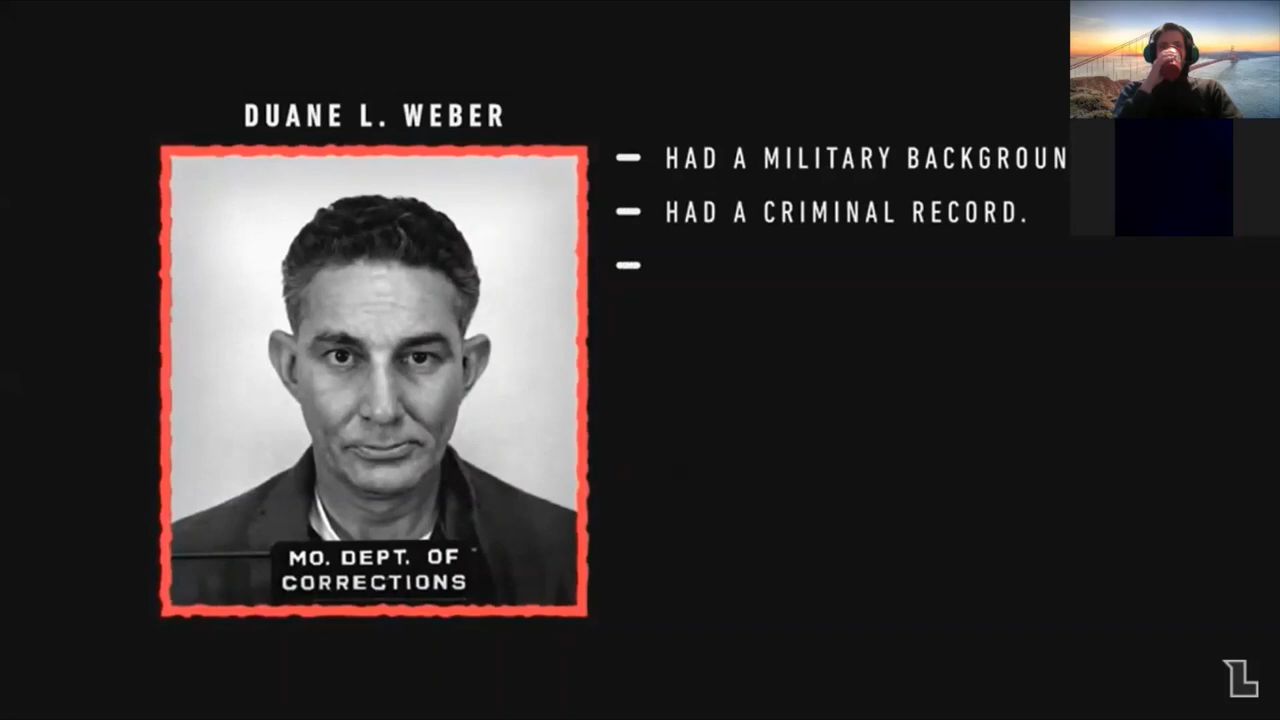 DUANE L. WEBER
– HAD A MILITARY BACKGROUN
– HAD A CRIMINAL RECORD.
–
MO. DEPT. OF
CORRECTIONS
L